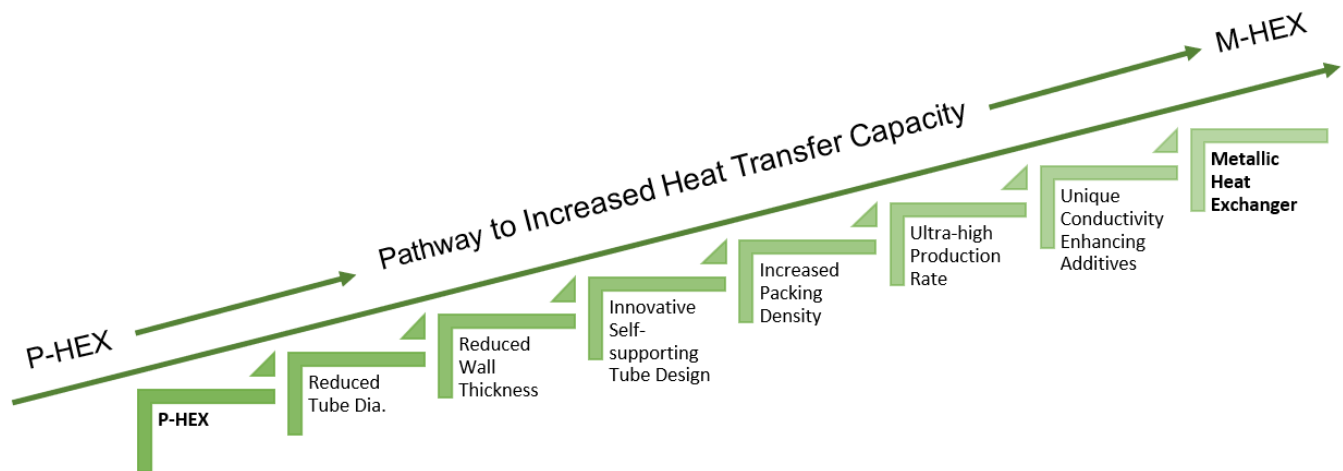 P-HEX
Pathway to Increased Heat Transfer Capacity
M-HEX
P-HEX
Reduced
Tube Dia.
Reduced
Wall
Thickness
Innovative
Self-
supporting
Tube Design
Increased
Packing
Density
Ultra-high
Production
Rate
Unique
Conductivity
Enhancing
Additives
Metallic
Heat
Exchanger